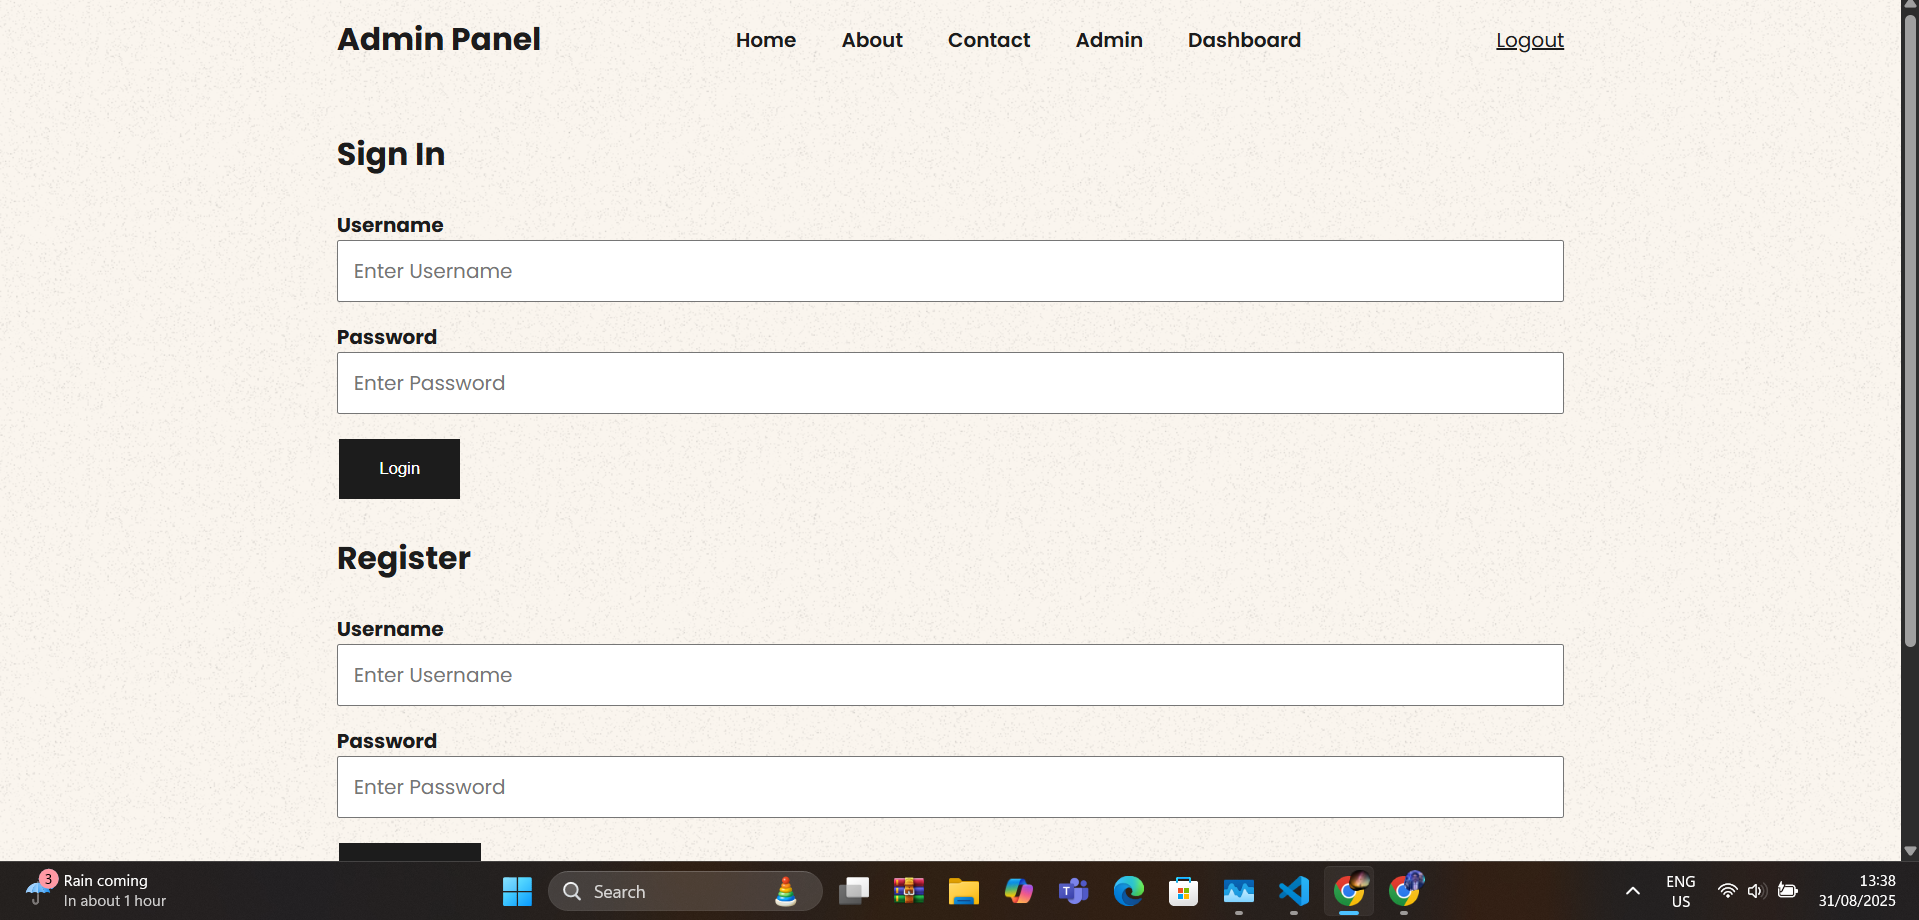 Admin Panel
Home
About
Contact
Admin
Dashboard
Logout
Sign In
Username
Enter Username
Password
Enter Password
Login
Register
Username
Enter Username
Password
Enter Password
3
Rain coming
In about 1 hour
Search
ENG
US
13:38
31/08/2025